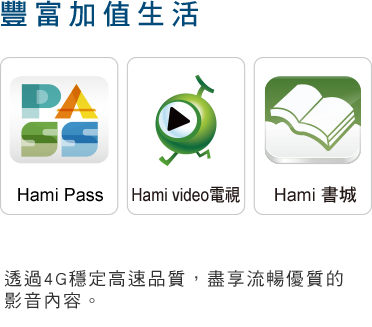 豐富加值生活
PASS
Hami Pass
Hami video電視
Hami 書城
透過4G穩定高速品質，盡享流暢優質的
影音內容。